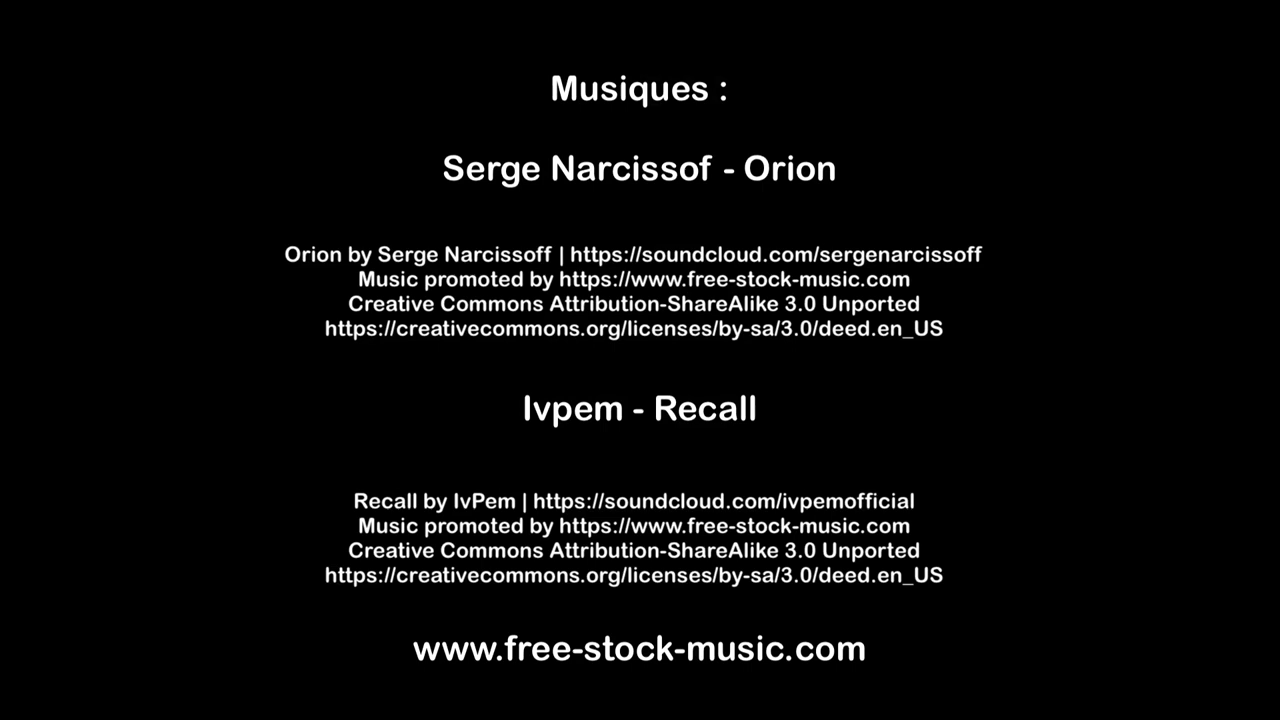 Musiques :
Serge Narcissof - Orion
Orion by Serge Narcissoff | https://soundcloud.com/sergenarcissoff
Music promoted by https://www.free-stock-music.com
Creative Commons Attribution-ShareAlike 3.0 Unported
https://creativecommons.org/licenses/by-sa/3.0/deed.en_US
Ivpem - Recall
Recall by IvPem | https://soundcloud.com/ivpemofficial
Music promoted by https://www.free-stock-music.com
Creative Commons Attribution-ShareAlike 3.0 Unported
https://creativecommons.org/licenses/by-sa/3.0/deed.en_US
www.free-stock-music.com